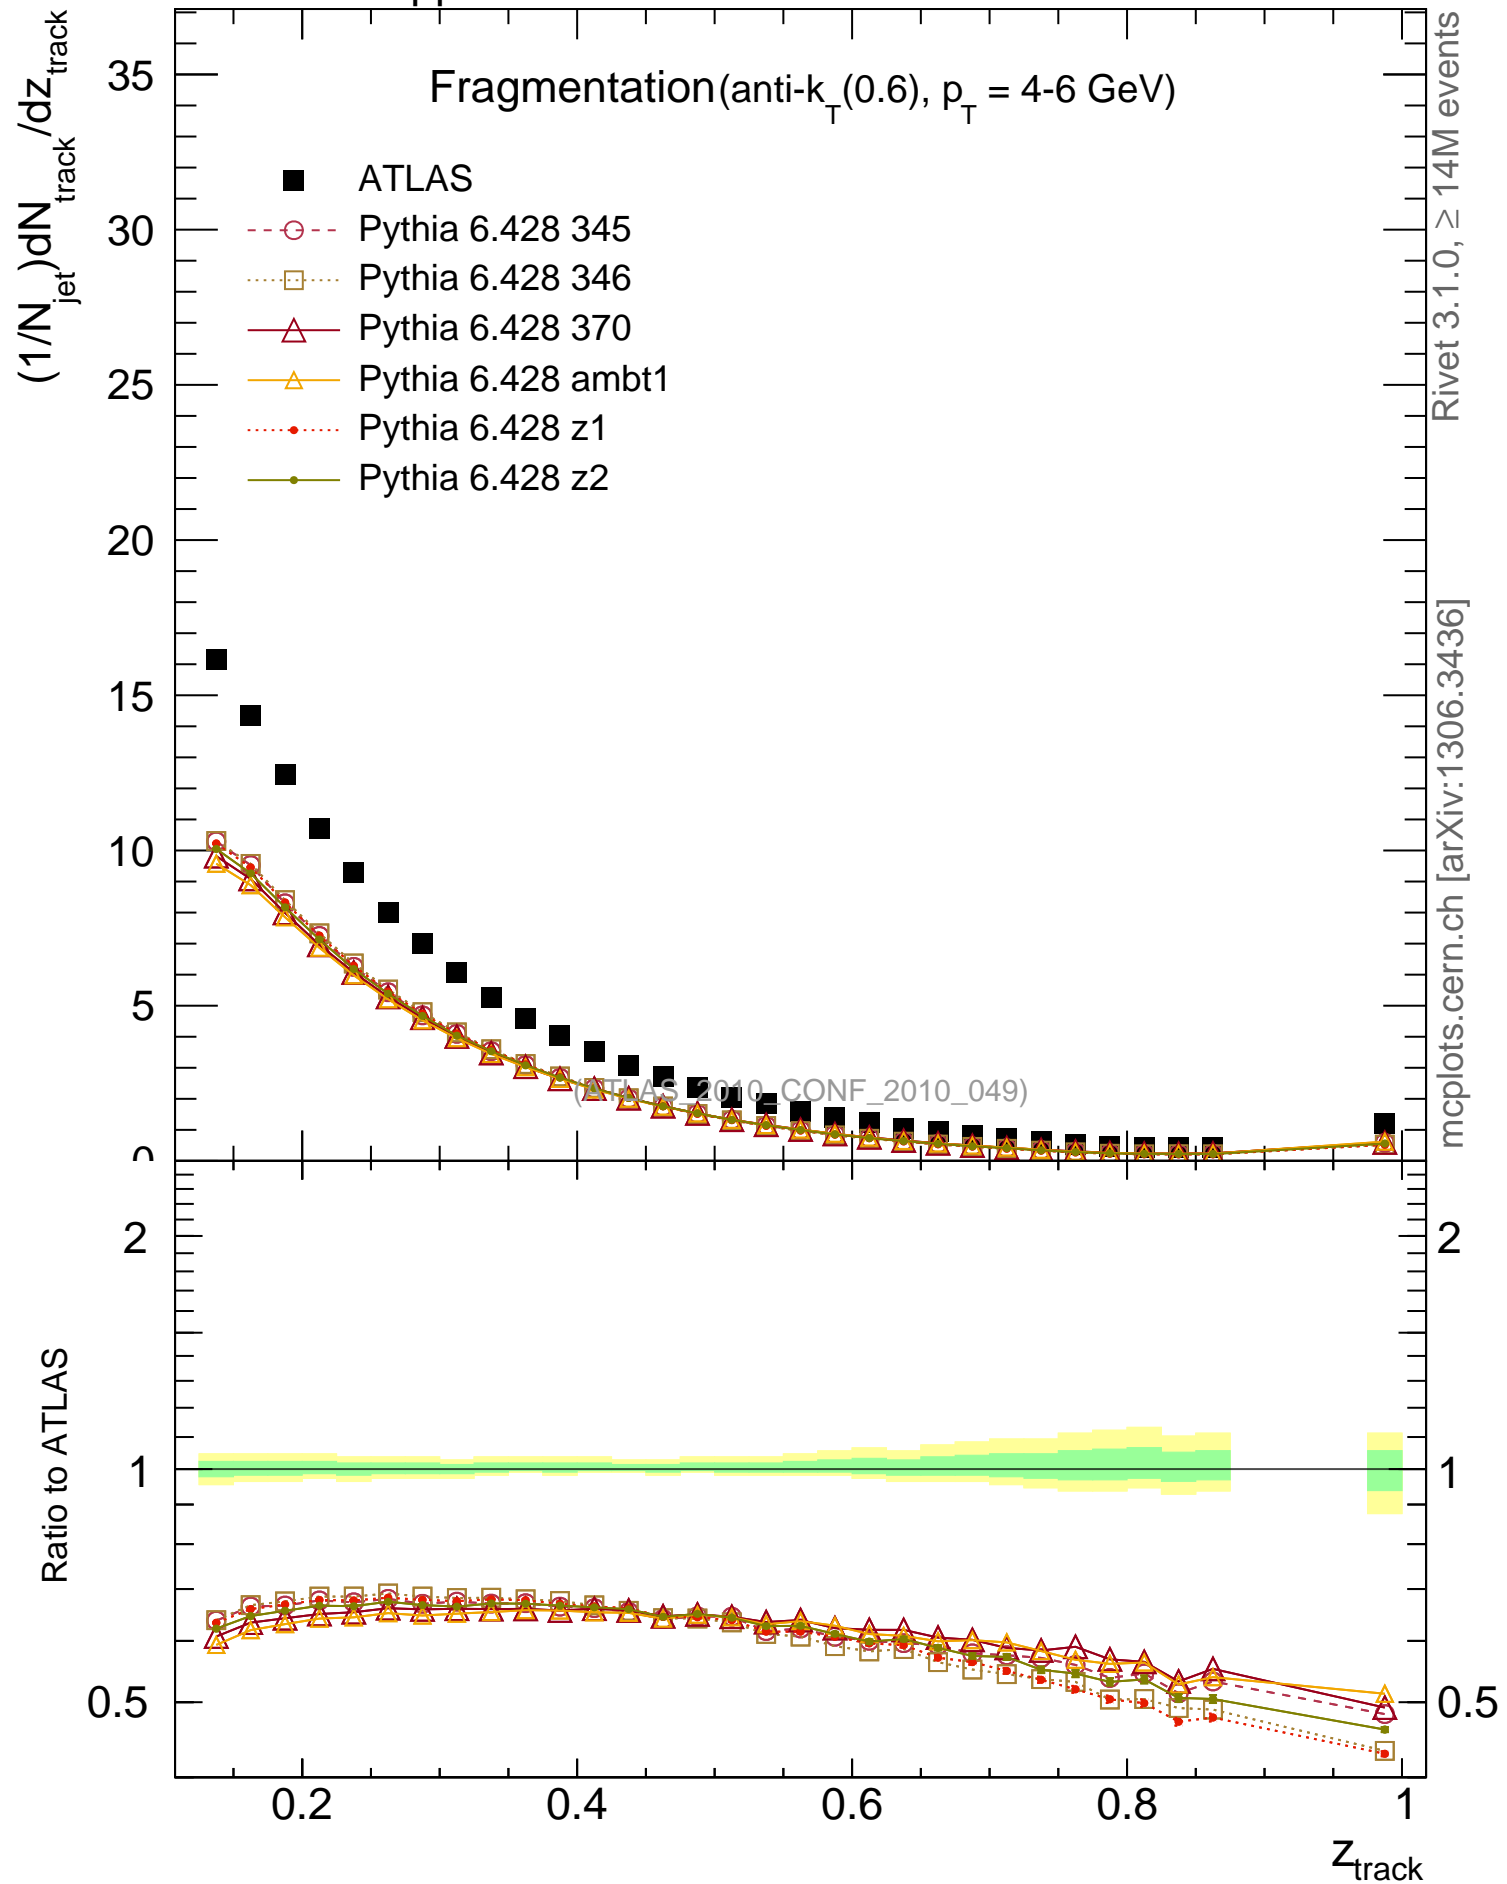 Fragmentation (anti-k_T(0.6), p_T = 4-6 GeV)
(1/N_jet)dN_track/dz_track
ATLAS
Pythia 6.428 345
Pythia 6.428 346
Pythia 6.428 370
Pythia 6.428 ambt1
Pythia 6.428 z1
Pythia 6.428 z2
35
30
25
20
15
10
5
0
(ATLAS_2010_CONF_2010_049)
Rivet 3.1.0, ≥ 14M events
mcplots.cern.ch [arXiv:1306.3436]
Ratio to ATLAS
2
1
0.5
2
1
0.5
0.2
0.4
0.6
0.8
1
z_track